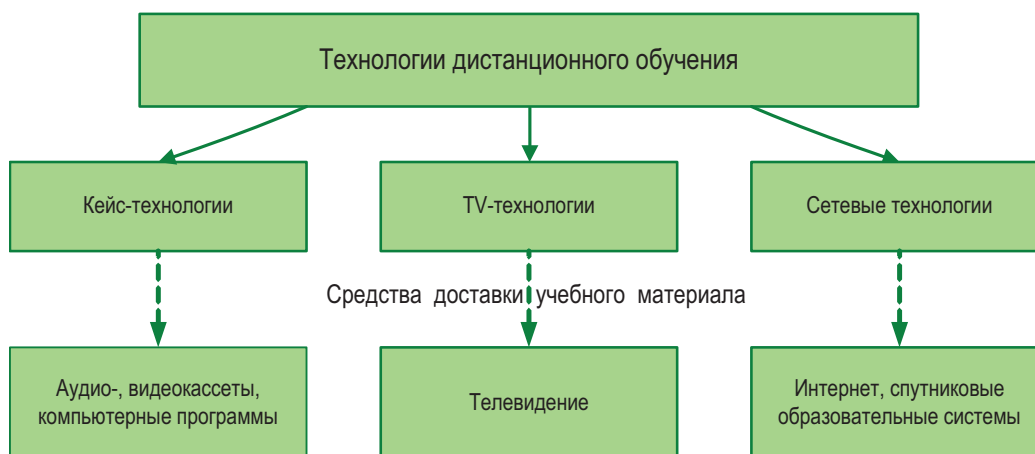 Технологии дистанционного обучения
Кейс-технологии
TV-технологии
Сетевые технологии
Средства доставки учебного материала
Аудио-, видеокассеты,
компьютерные программы
Телевидение
Интернет, спутниковые
образовательные системы